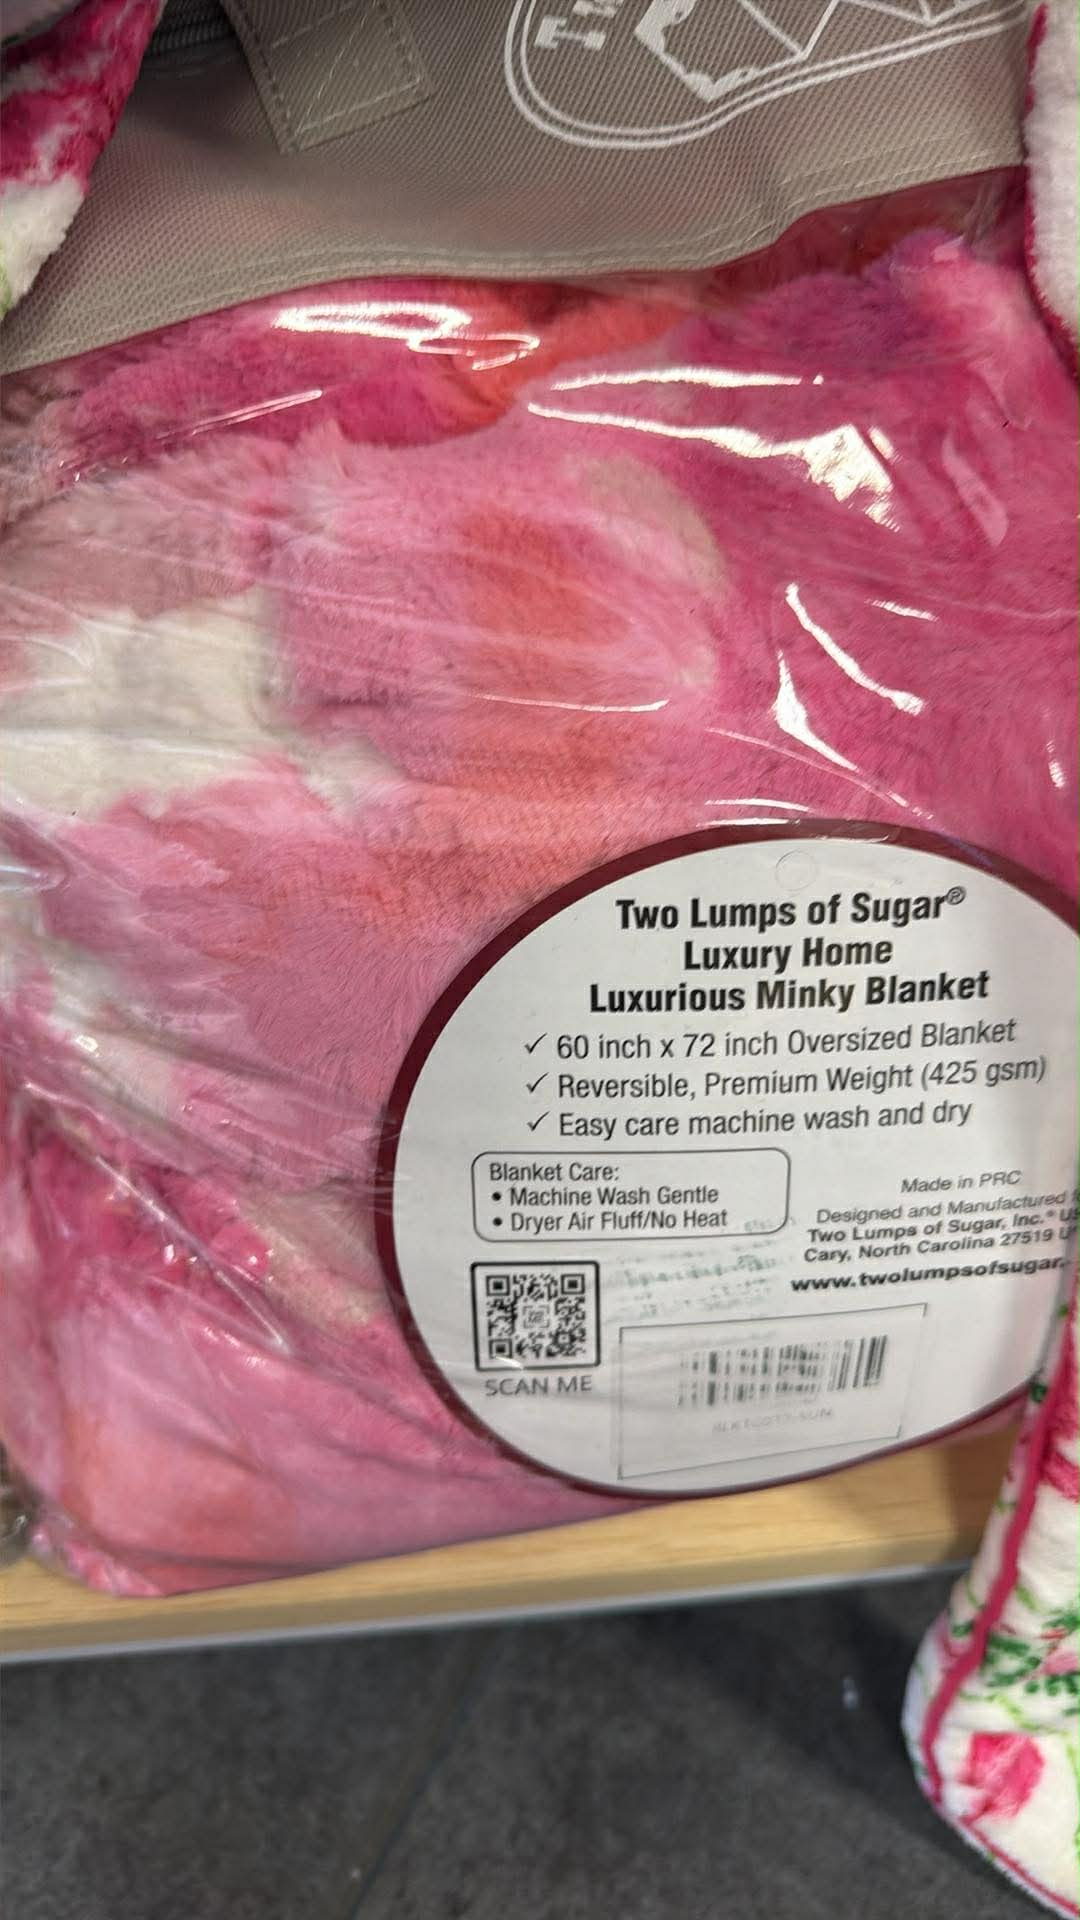 Two Lumps of Sugar®
Luxury Home
Luxurious Minky Blanket
✓ 60 inch x 72 inch Oversized Blanket
✓ Reversible, Premium Weight (425 gsm)
✓ Easy care machine wash and dry
Blanket Care:
• Machine Wash Gentle
• Dryer Air Fluff/No Heat
Made in PRC
Designed and Manufactured
Two Lumps of Sugar, Inc.®
Cary, North Carolina 27519
www.twolumpsofsugar.
SCAN ME